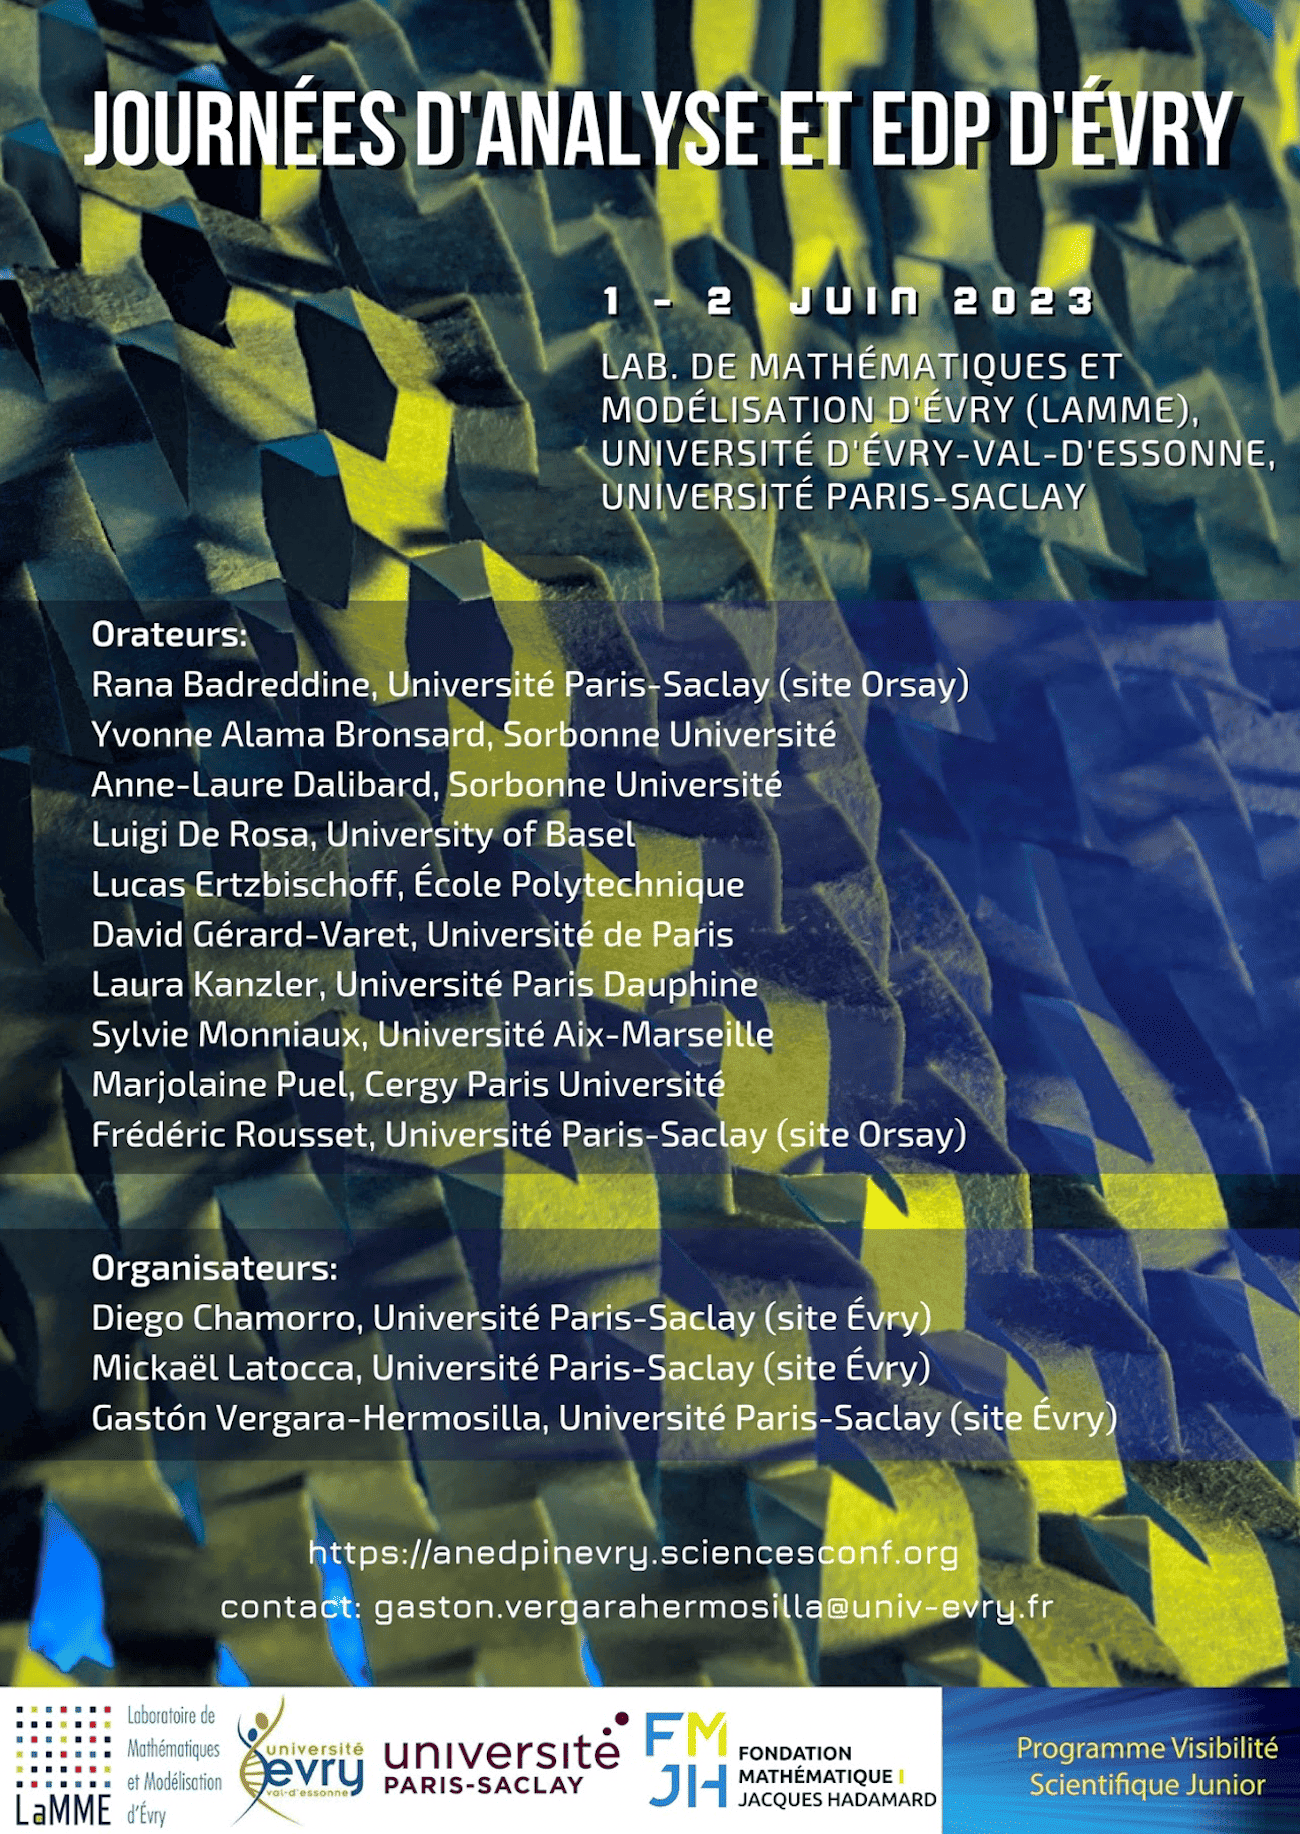 JOURNÉES D'ANALYSE ET EDP D'ÉVRY
1 - 2 JUIN 2023
LAB. DE MATHÉMATIQUES ET
MODÉLISATION D'ÉVRY (LAMME),
UNIVERSITÉ D'ÉVRY-VAL-D'ESSONNE,
UNIVERSITÉ PARIS-SACLAY
Orateurs:
Rana Badreddine, Université Paris-Saclay (site Orsay)
Yvonne Alama Bronsard, Sorbonne Université
Anne-Laure Dalibard, Sorbonne Université
Luigi De Rosa, University of Basel
Lucas Ertzbischoff, École Polytechnique
David Gérard-Varet, Université de Paris
Laura Kanzler, Université Paris Dauphine
Sylvie Monniaux, Université Aix-Marseille
Marjolaine Puel, Cergy Paris Université
Frédéric Rousset, Université Paris-Saclay (site Orsay)
Organisateurs:
Diego Chamorro, Université Paris-Saclay (site Évry)
Mickaël Latocca, Université Paris-Saclay (site Évry)
Gastón Vergara-Hermosilla, Université Paris-Saclay (site Évry)
https://anedpinevry.sciencesconf.org
contact: gaston.vergarahermosilla@univ-evry.fr
LaMME
Laboratoire de
Mathématiques
et Modélisation
d'Évry
université
evry
val-d'essonne
université
PARIS-SACLAY
FM
JH
FONDATION
MATHÉMATIQUE
JACQUES HADAMARD
Programme Visibilité
Scientifique Junior